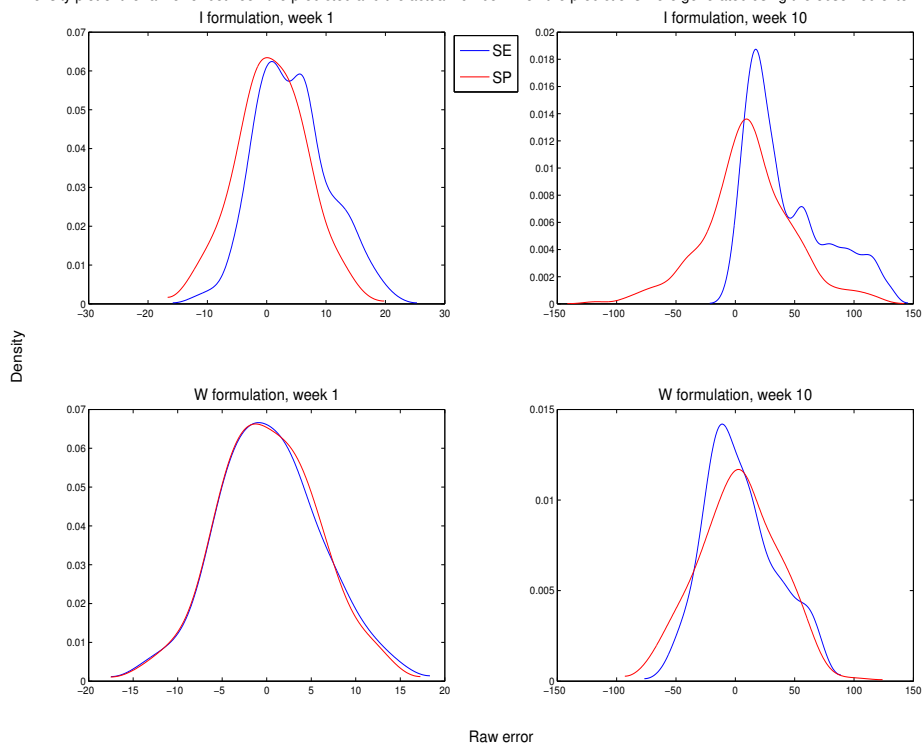 I formulation, week 1
0.07
0.06
0.05
0.04
0.03
0.02
0.01
0
−30 −20 −10 0 10 20 30
SE
SP
I formulation, week 10
0.02
0.018
0.016
0.014
0.012
0.01
0.008
0.006
0.004
0.002
0
−150 −100 −50 0 50 100 150
Density
W formulation, week 1
0.07
0.06
0.05
0.04
0.03
0.02
0.01
0
−20 −15 −10 −5 0 5 10 15 20
W formulation, week 10
0.015
0.01
0.005
0
−150 −100 −50 0 50 100 150
Raw error